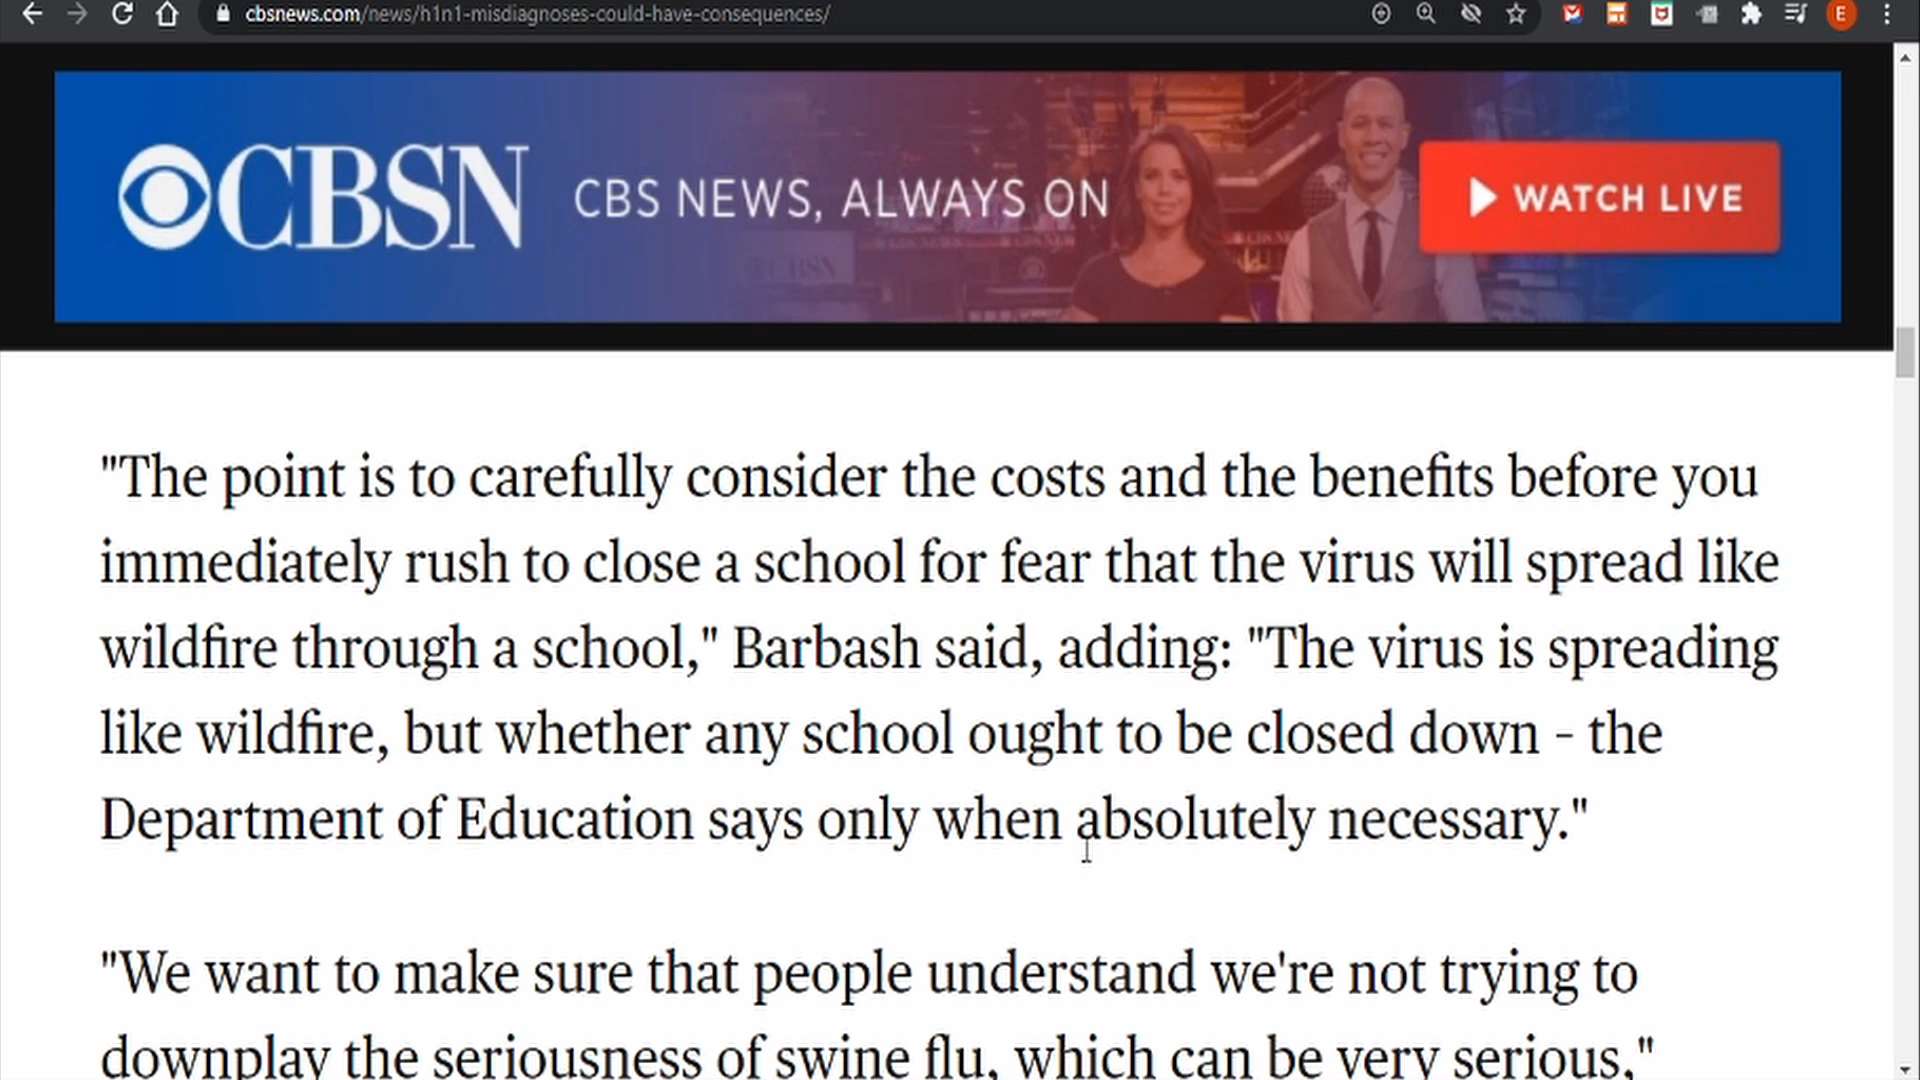 cbsnews.com/news/h1n1-misdiagnoses-could-have-consequences/
E
CBSN CBS NEWS, ALWAYS ON WATCH LIVE
CBSN
"The point is to carefully consider the costs and the benefits before you
immediately rush to close a school for fear that the virus will spread like
wildfire through a school," Barbash said, adding: "The virus is spreading
like wildfire, but whether any school ought to be closed down - the
Department of Education says only when absolutely necessary."
"We want to make sure that people understand we're not trying to
downplay the seriousness of swine flu, which can be very serious,"